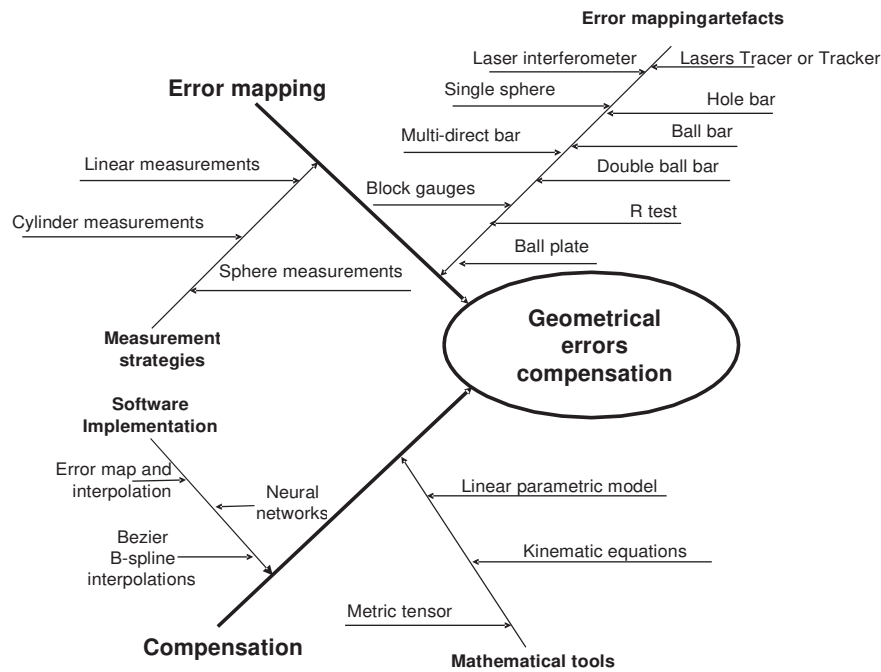 Error mappingartefacts
Laser interferometer
Lasers Tracer or Tracker
Error mapping
Single sphere
Hole bar
Multi-direct bar
Ball bar
Linear measurements
Double ball bar
Block gauges
R test
Cylinder measurements
Ball plate
Sphere measurements
Measurement
strategies
Geometrical
errors
compensation
Software
Implementation
Error map and
interpolation
Neural
networks
Bezier
B-spline
interpolations
Linear parametric model
Kinematic equations
Metric tensor
Compensation
Mathematical tools